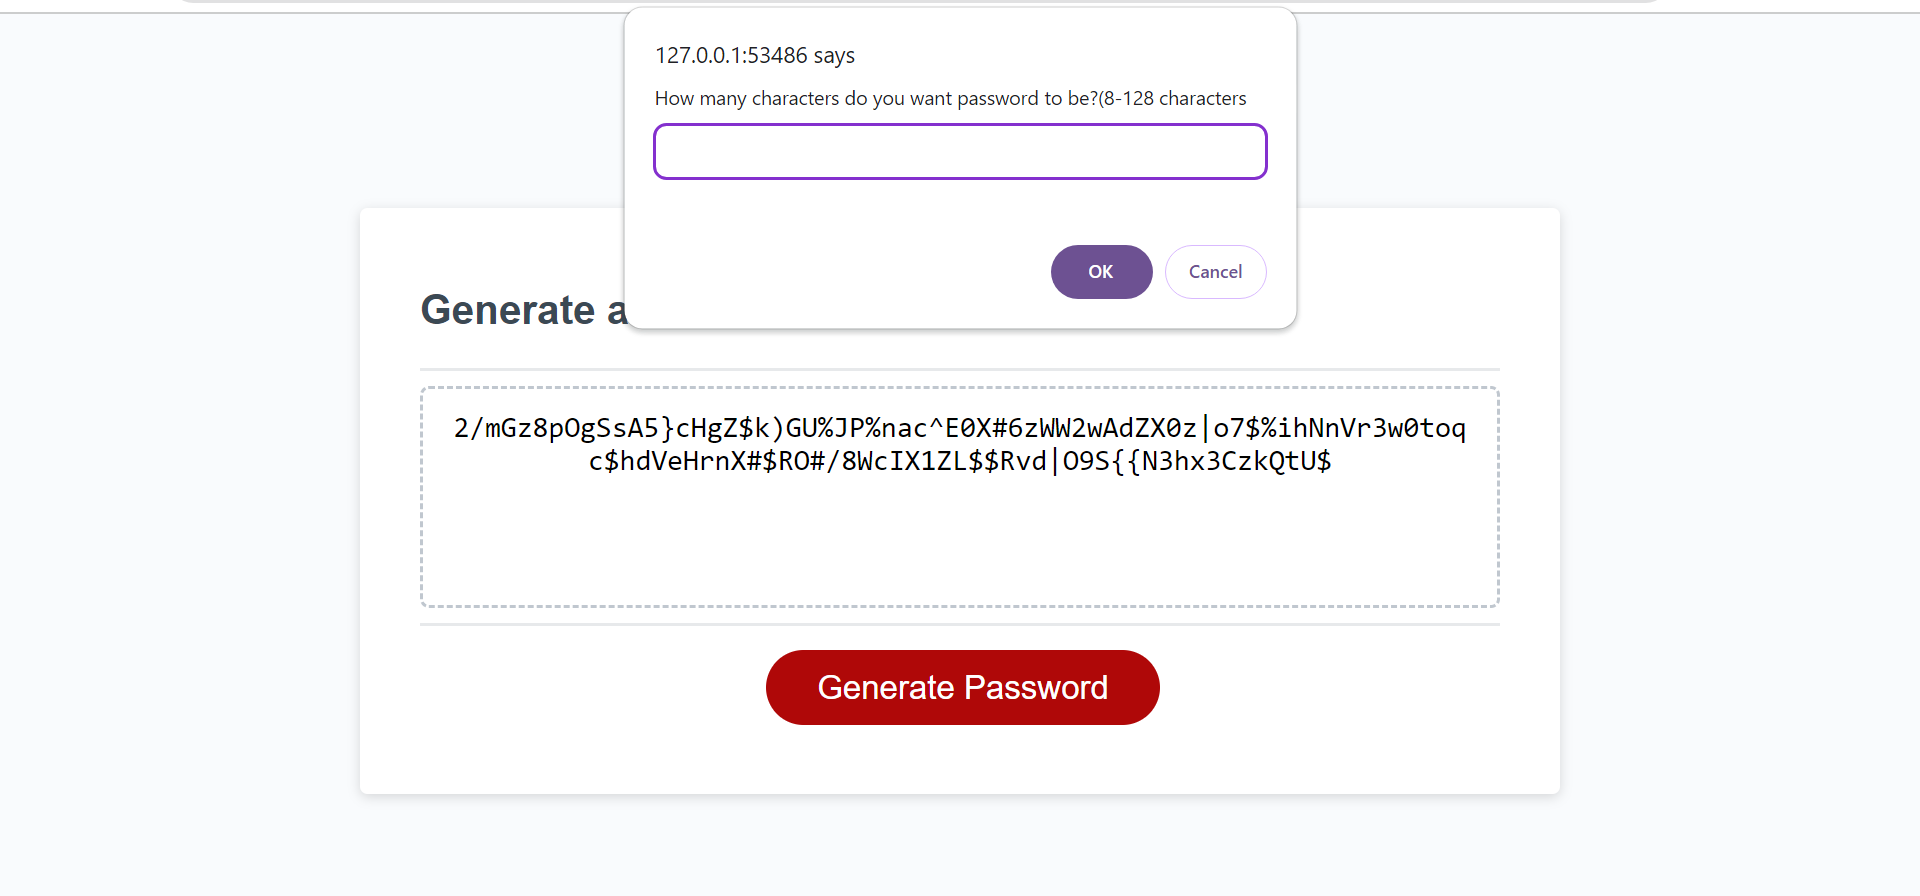 127.0.0.1:53486 says
How many characters do you want password to be?(8-128 characters
OK
Cancel
Generate a
2/mGz8pOgSsA5}cHgZ$k)GU%JP%nac^E0X#6zWW2wAdZX0z|o7$%ihNnVr3w0toq
c$hdVeHrnX#$RO#/8WcIX1ZL$$Rvd|O9S{{N3hx3CzkQtU$
Generate Password